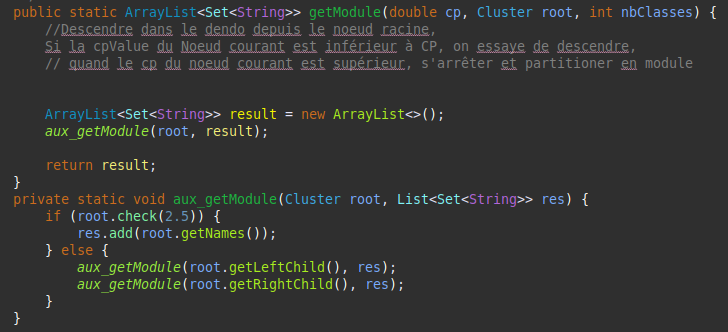 public static ArrayList<Set<String>> getModule(double cp, Cluster root, int nbClasses) {
//Descendre dans le dendo depuis le noeud racine,
Si la cpValue du Noeud courant est inférieur à CP, on essaye de descendre,
// quand le cp du noeud courant est supérieur, s'arrêter et partitioner en module
ArrayList<Set<String>> result = new ArrayList<>();
aux_getModule(root, result);
return result;
}
private static void aux_getModule(Cluster root, List<Set<String>> res) {
if (root.check(2.5)) {
res.add(root.getNames());
} else {
aux_getModule(root.getLeftChild(), res);
aux_getModule(root.getRightChild(), res);
}
}